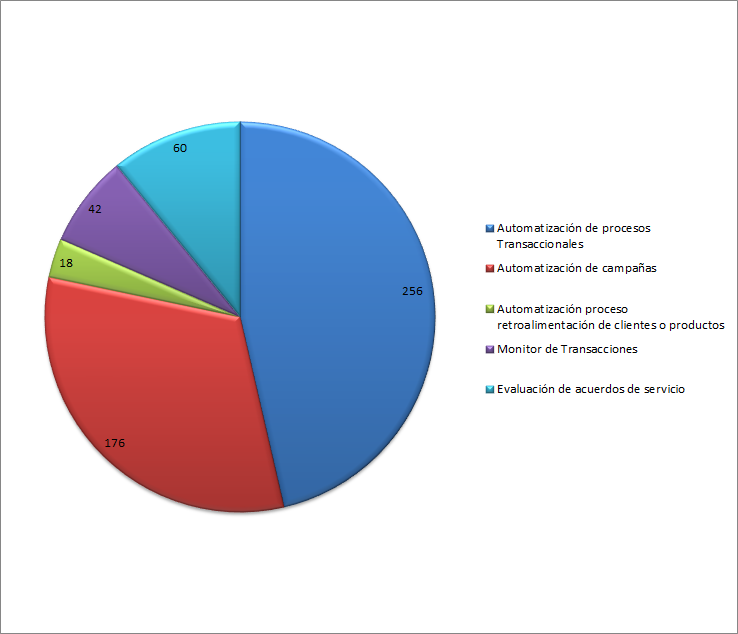 60
42
18
256
176
Automatización de procesos
Transaccionales
Automatización de campañas
Automatización proceso
retroalimentación de clientes o productos
Monitor de Transacciones
Evaluación de acuerdos de servicio